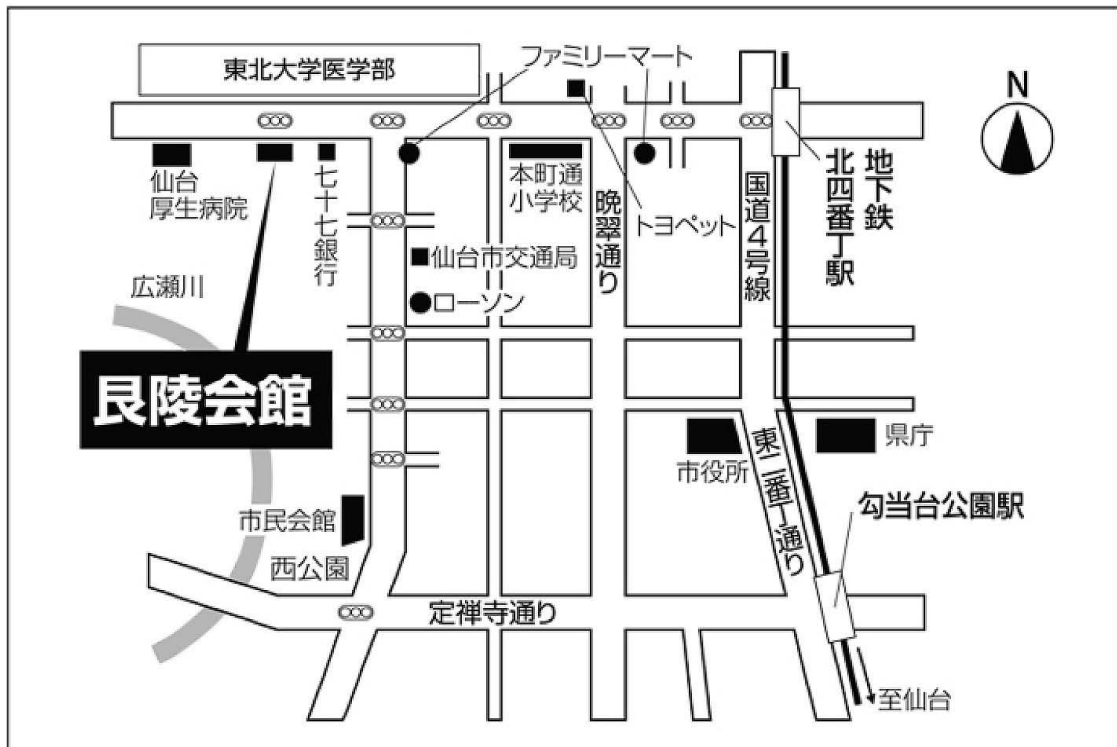 ファミリーマート
東北大学医学部
N
仙台
厚生病院
七十七銀行
本町通
小学校
晩翠通り
トヨペット
国道4号線
地下鉄
北四番丁駅
仙台市交通局
広瀬川
ローソン
艮陵会館
市役所
東二番丁通り
県庁
勾当台公園駅
市民会館
西公園
定禅寺通り
至仙台